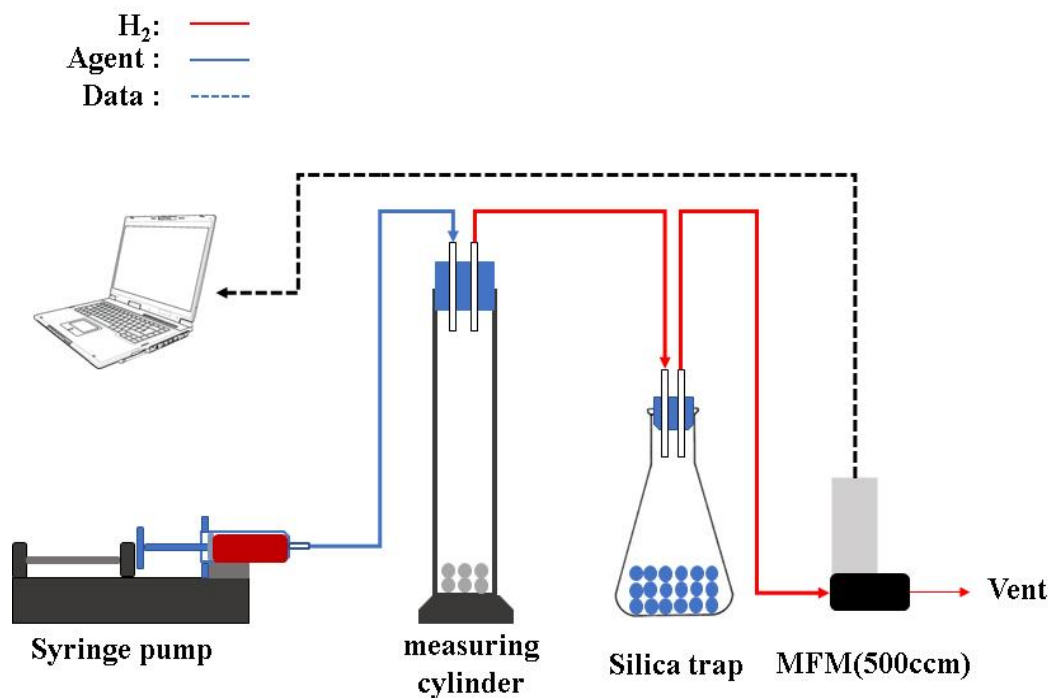 H₂:
Agent :
Data :
Syringe pump
measuring
cylinder
Silica trap
MFM(500ccm)
Vent